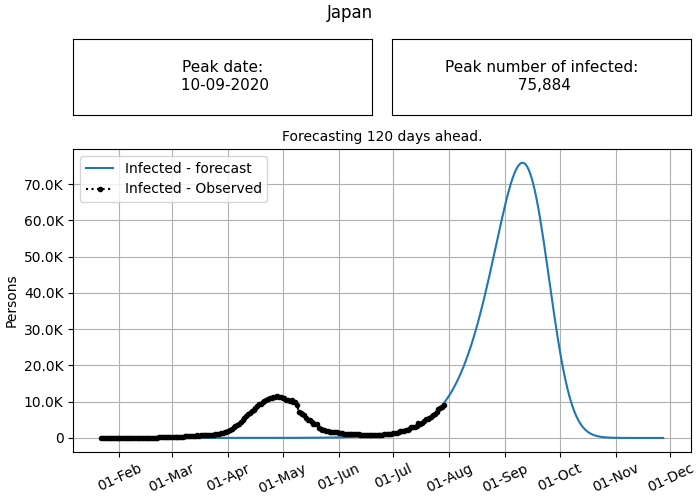 Japan
Peak date:
10-09-2020
Peak number of infected:
75,884
Forecasting 120 days ahead.
Infected - forecast
Infected - Observed
70.0K
60.0K
50.0K
40.0K
30.0K
20.0K
10.0K
0
Persons
01-Feb
01-Mar
01-Apr
01-May
01-Jun
01-Jul
01-Aug
01-Sep
01-Oct
01-Nov
01-Dec